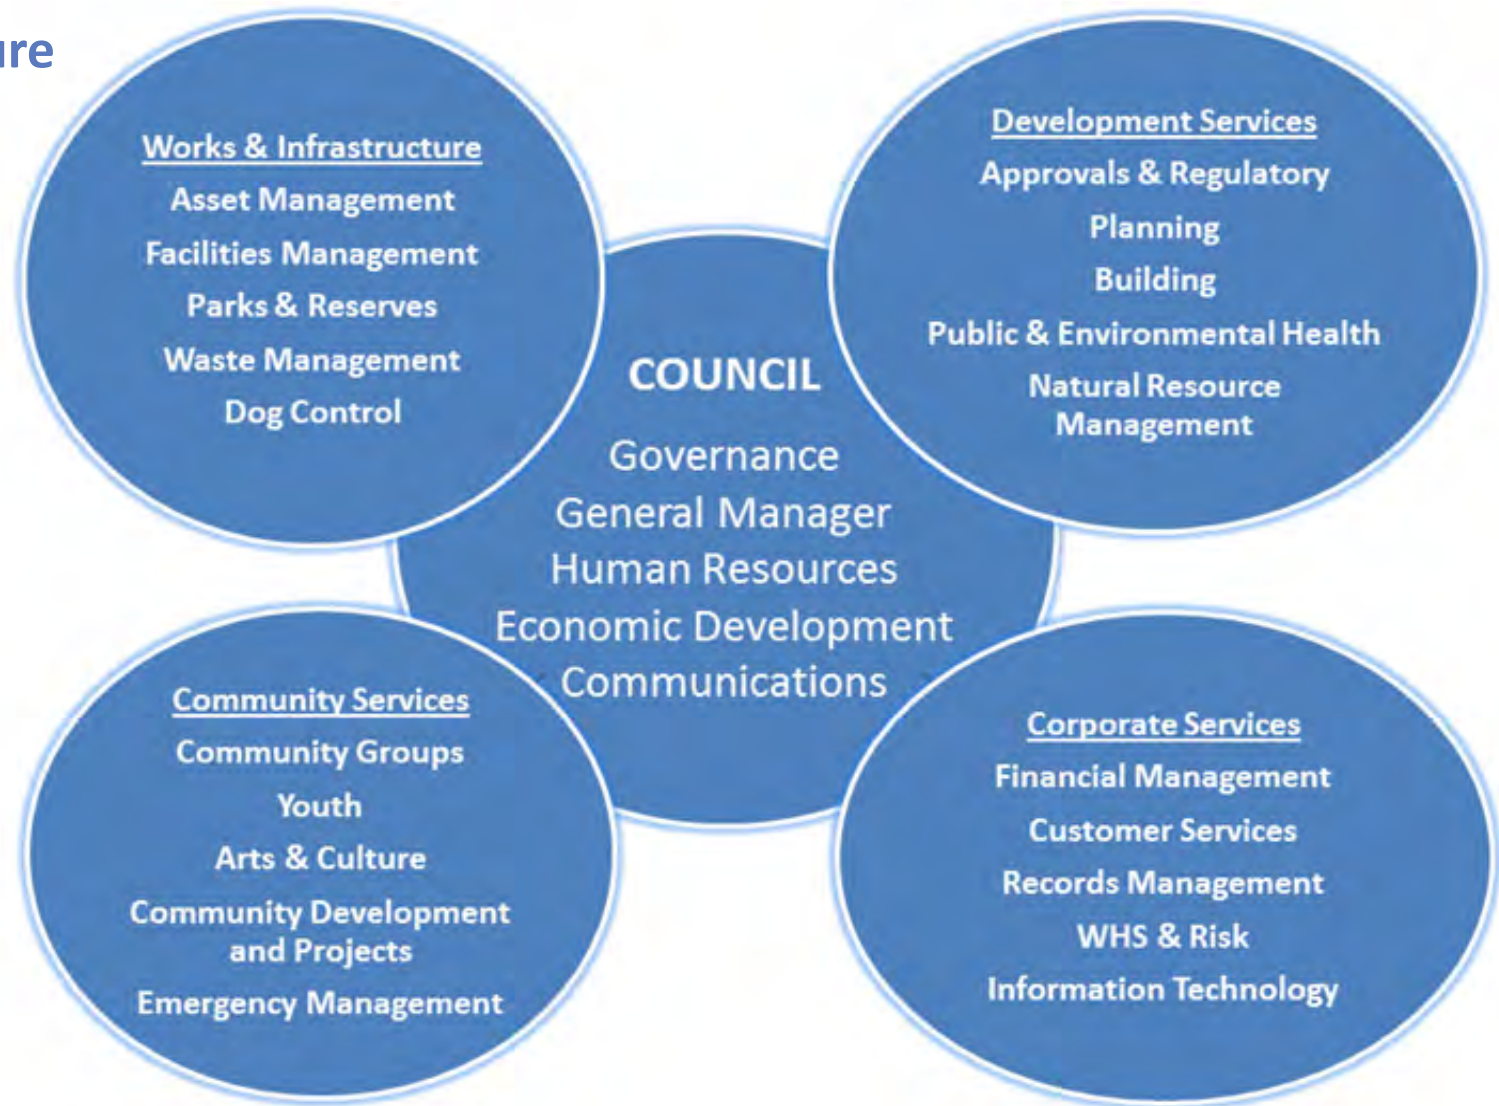 ure
Works & Infrastructure
Asset Management
Facilities Management
Parks & Reserves
Waste Management
Dog Control
Development Services
Approvals & Regulatory
Planning
Building
Public & Environmental Health
Natural Resource
Management
COUNCIL
Governance
General Manager
Human Resources
Economic Development
Communications
Community Services
Community Groups
Youth
Arts & Culture
Community Development
and Projects
Emergency Management
Corporate Services
Financial Management
Customer Services
Records Management
WHS & Risk
Information Technology